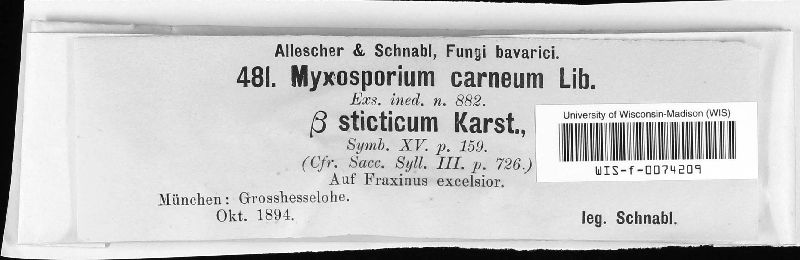 Allescher & Schnabl, Fungi bavarici.
481. Myxosporium carneum Lib.
Exs. ined. n. 882.
β sticticum Karst.,
Symb. XV. p. 159.
(Cfr. Sacc. Syll. III. p. 726.)
Auf Fraxinus excelsior.
München: Grosshesselohe.
Okt. 1894.
leg. Schnabl.
University of Wisconsin-Madison (WIS)
WIS-f-0074209